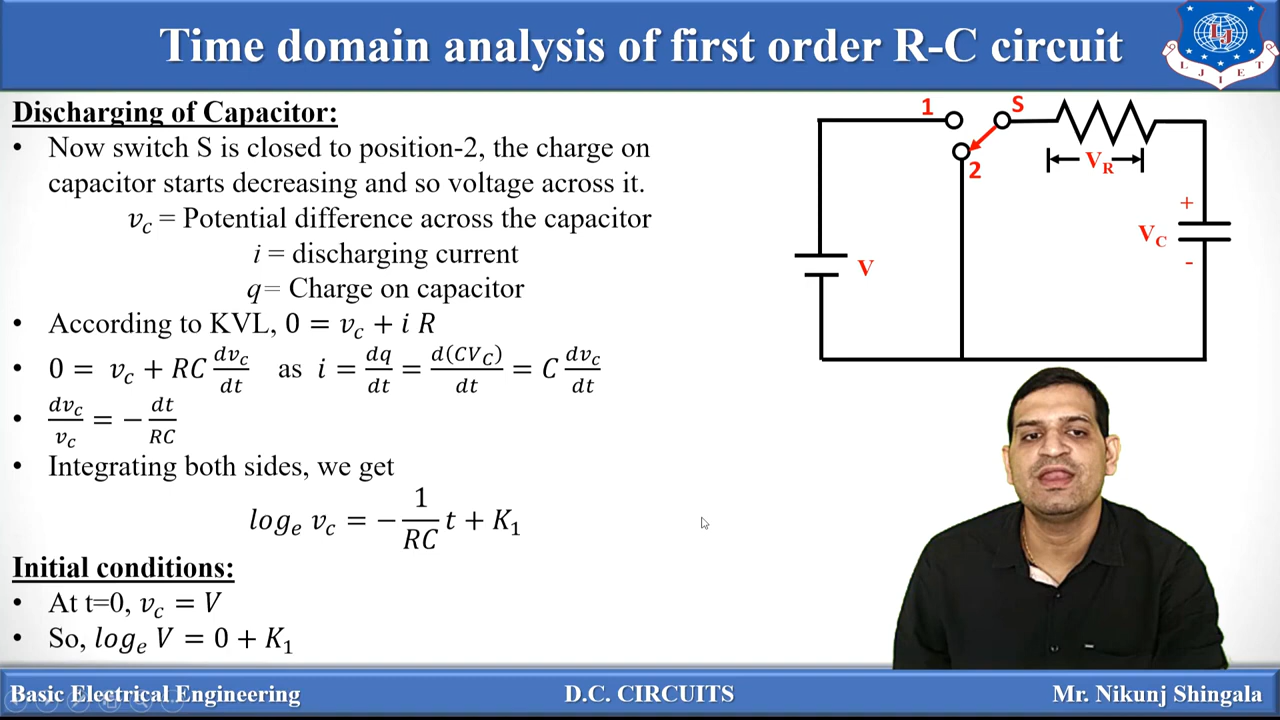 Time domain analysis of first order R-C circuit
L J I E T
Discharging of Capacitor:
• Now switch S is closed to position-2, the charge on
capacitor starts decreasing and so voltage across it.
v_c = Potential difference across the capacitor
i = discharging current
q= Charge on capacitor
• According to KVL, 0 = v_c + i R
• 0 = v_c + RC dv_c/dt as i = dq/dt = d(CV_C)/dt = C dv_c/dt
• dv_c/v_c = − dt/RC
• Integrating both sides, we get
log_e v_c = − 1/RC t + K_1
Initial conditions:
• At t=0, v_c = V
• So, log_e V = 0 + K_1
1
S
2
V_R
+
V_C
-
V
Basic Electrical Engineering
D.C. CIRCUITS
Mr. Nikunj Shingala